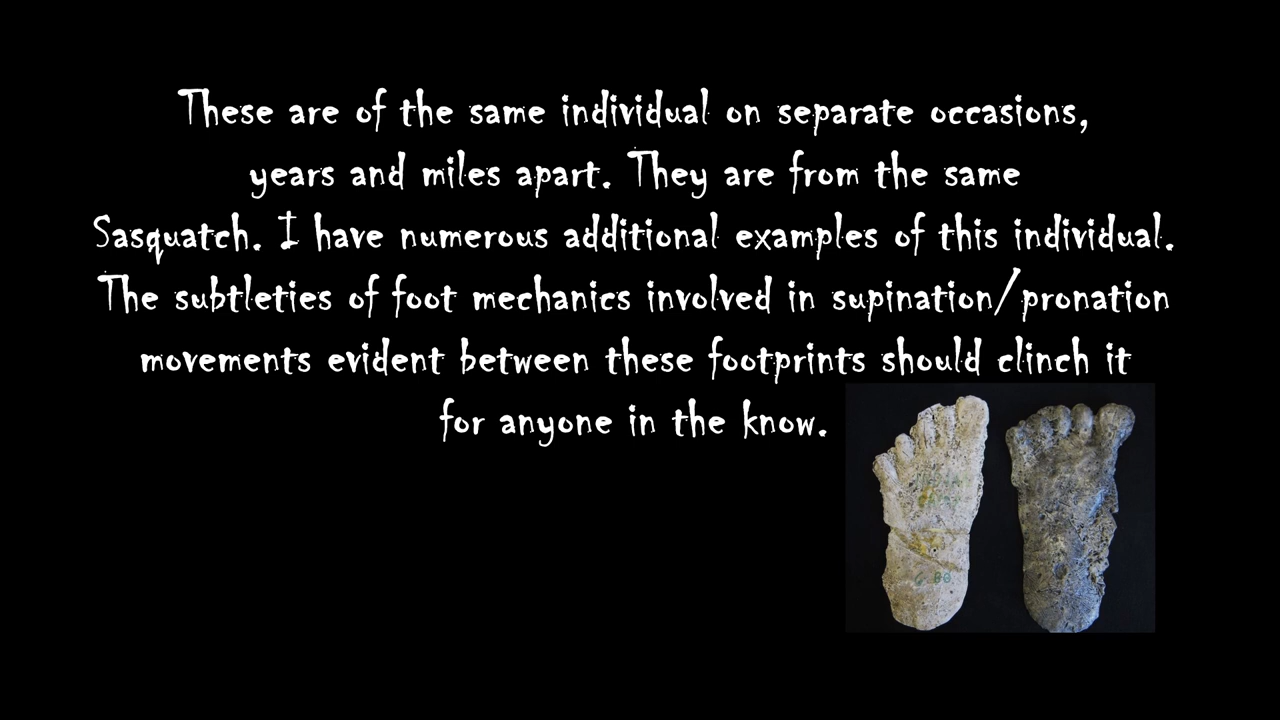 These are of the same individual on separate occasions,
years and miles apart. They are from the same
Sasquatch. I have numerous additional examples of this individual.
The subtleties of foot mechanics involved in supination/pronation
movements evident between these footprints should clinch it
for anyone in the know.